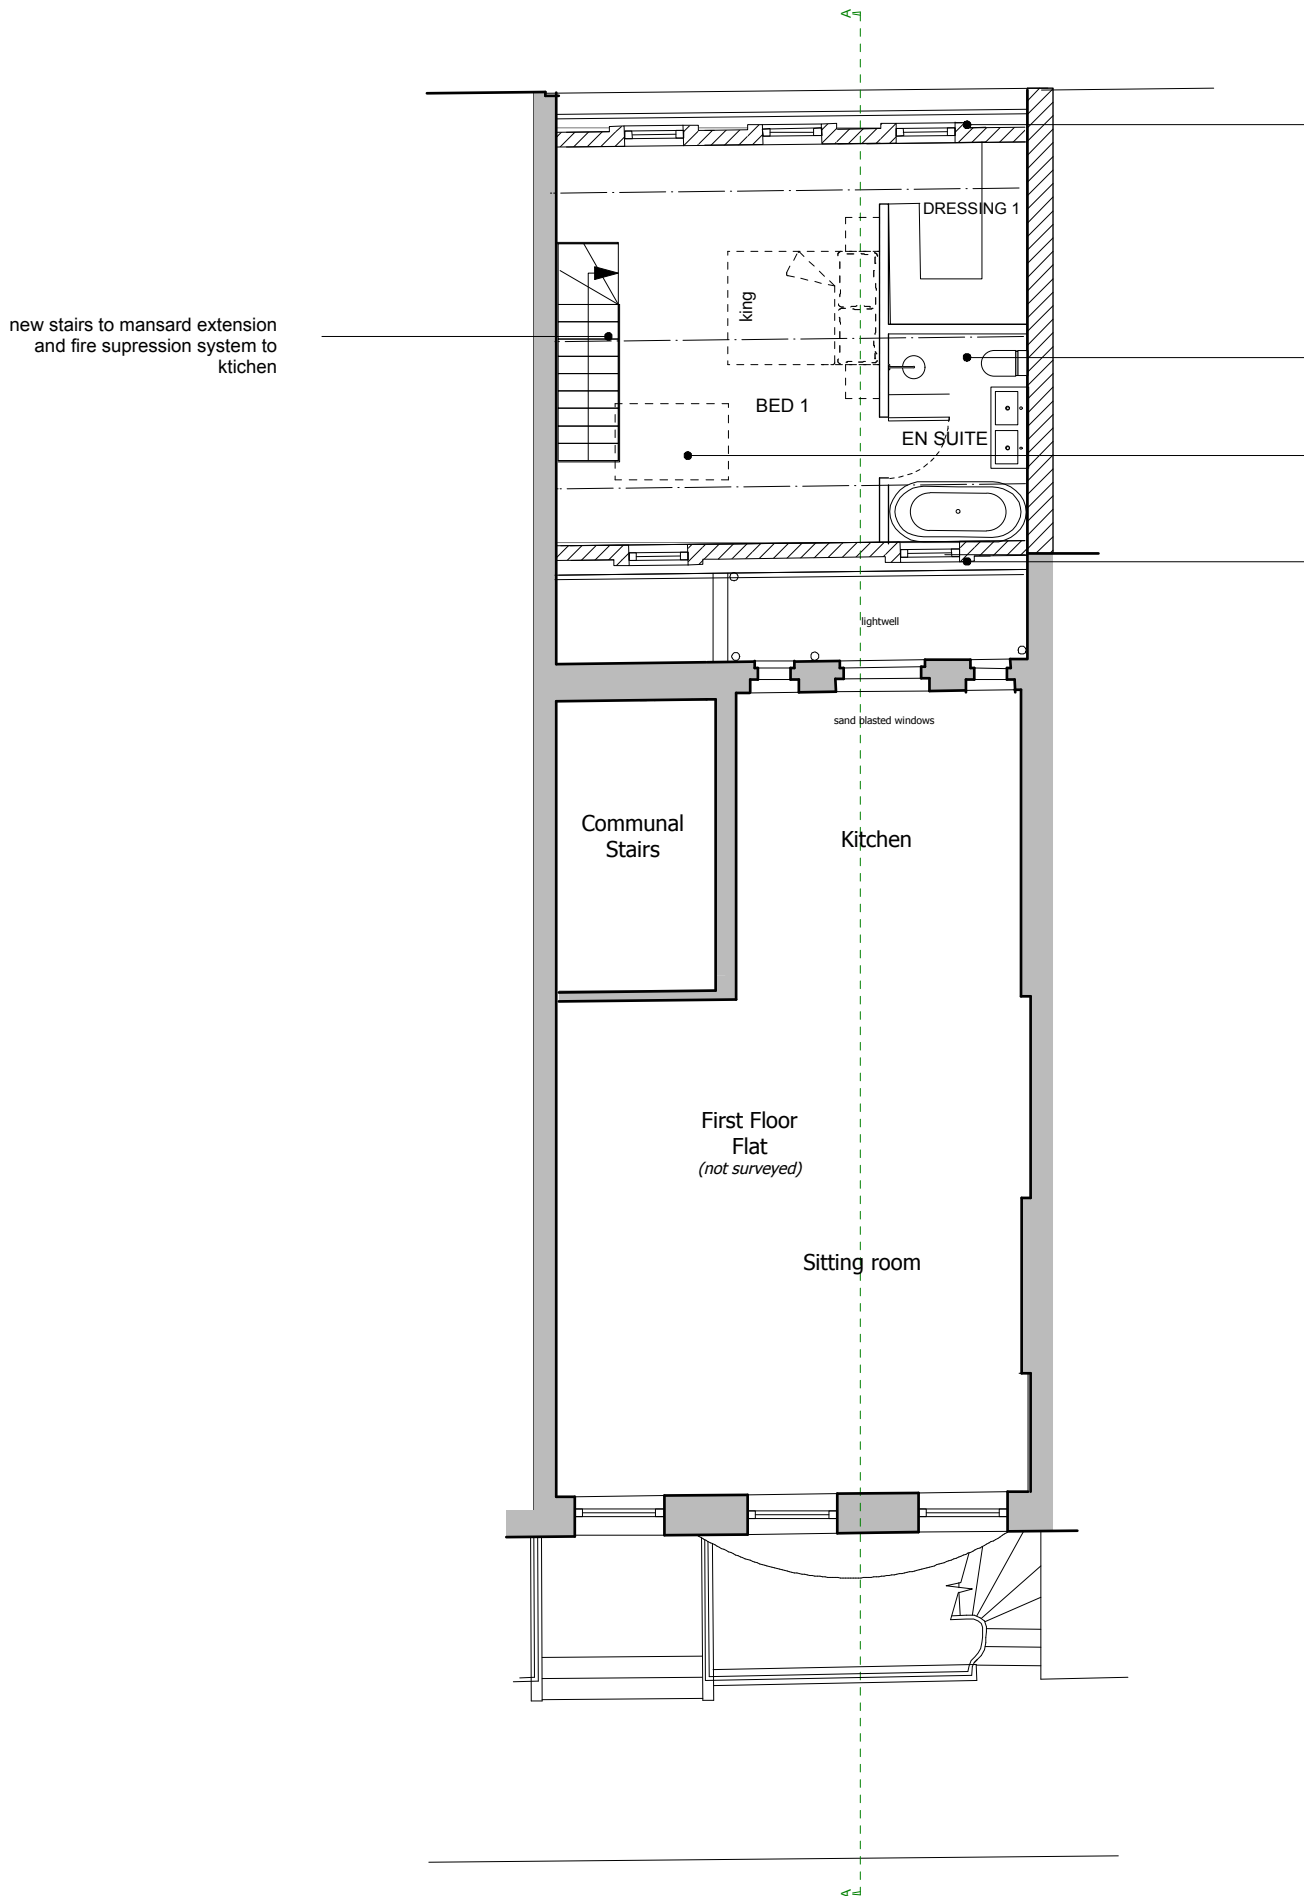 A
DRESSING 1
new stairs to mansard extension
and fire supression system to
ktichen
king
BED 1
EN SUITE
lightwell
sand blasted windows
Communal
Stairs
Kitchen
First Floor
Flat
(not surveyed)
Sitting room
A